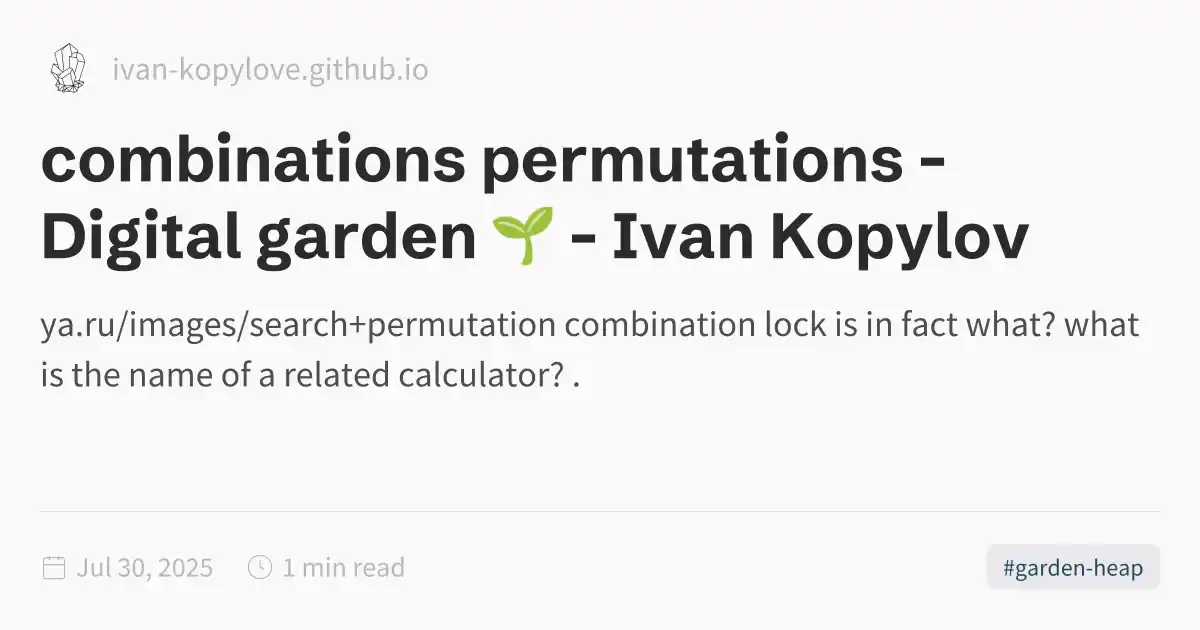 ivan-kopylove.github.io
combinations permutations -
Digital garden 🌱 - Ivan Kopylov
ya.ru/images/search+permutation combination lock is in fact what? what
is the name of a related calculator? .
Jul 30, 2025 1 min read #garden-heap